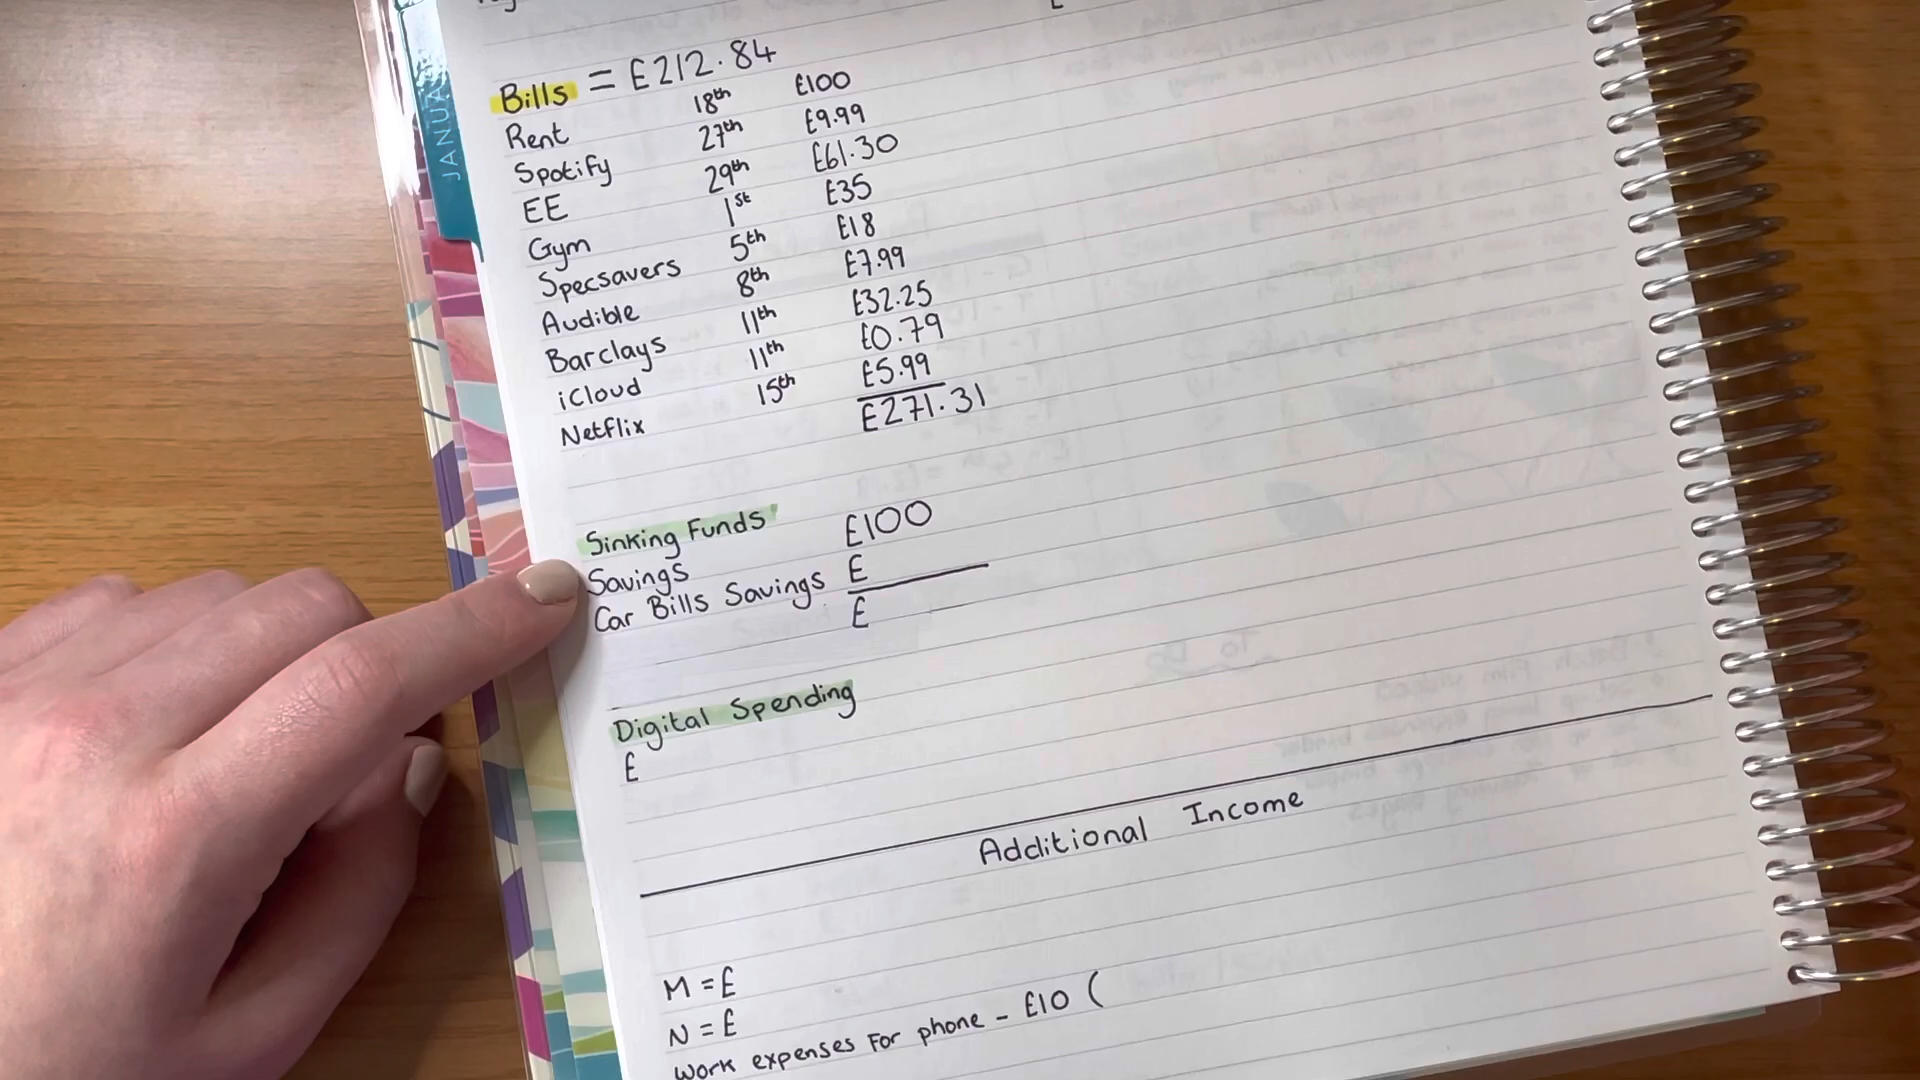 JANUA
Bills = £212.84
Rent 18th £100
Spotify 27th £9.99
EE 29th £61.30
Gym 1st £35
Specsavers 5th £18
Audible 8th £7.99
Barclays 11th £32.25
iCloud 11th £0.79
Netflix 15th £5.99
£271.31
Sinking Funds
Savings £100
Car Bills Savings £
£
Digital Spending
£
Additional Income
M = £
N = £
Work expenses For phone - £10 (